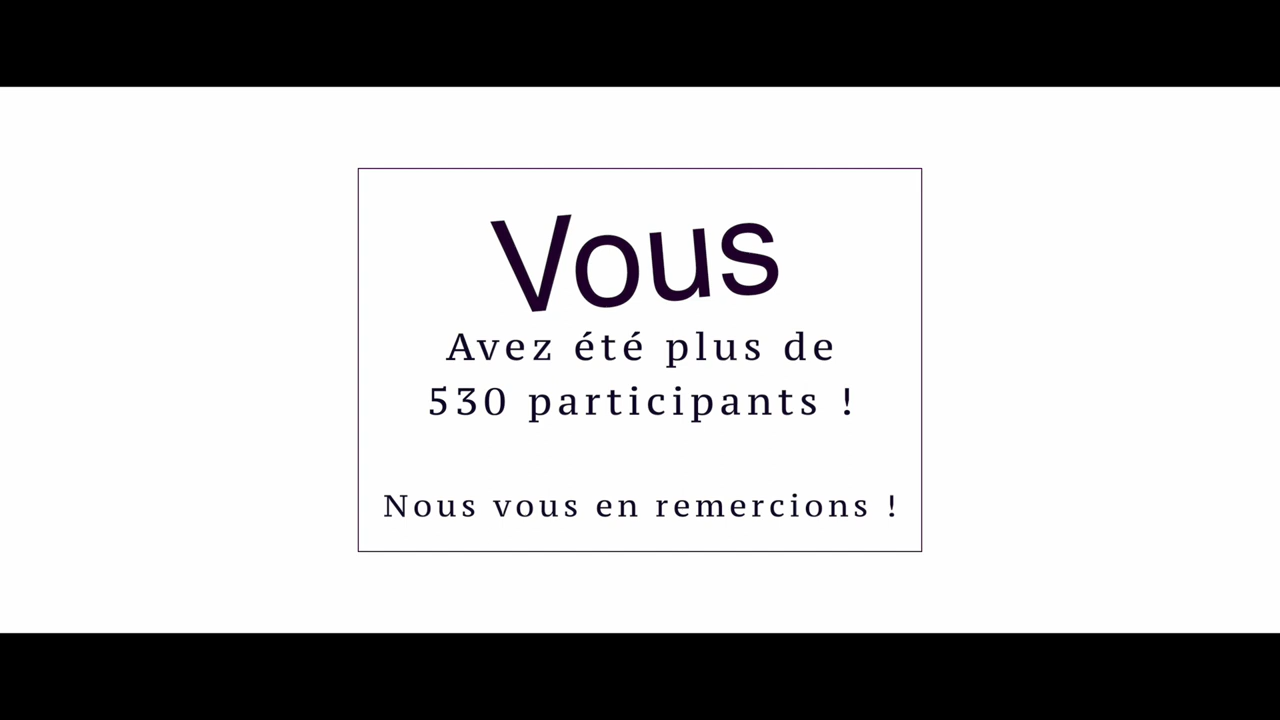 Vous
Avez été plus de
530 participants !
Nous vous en remercions !